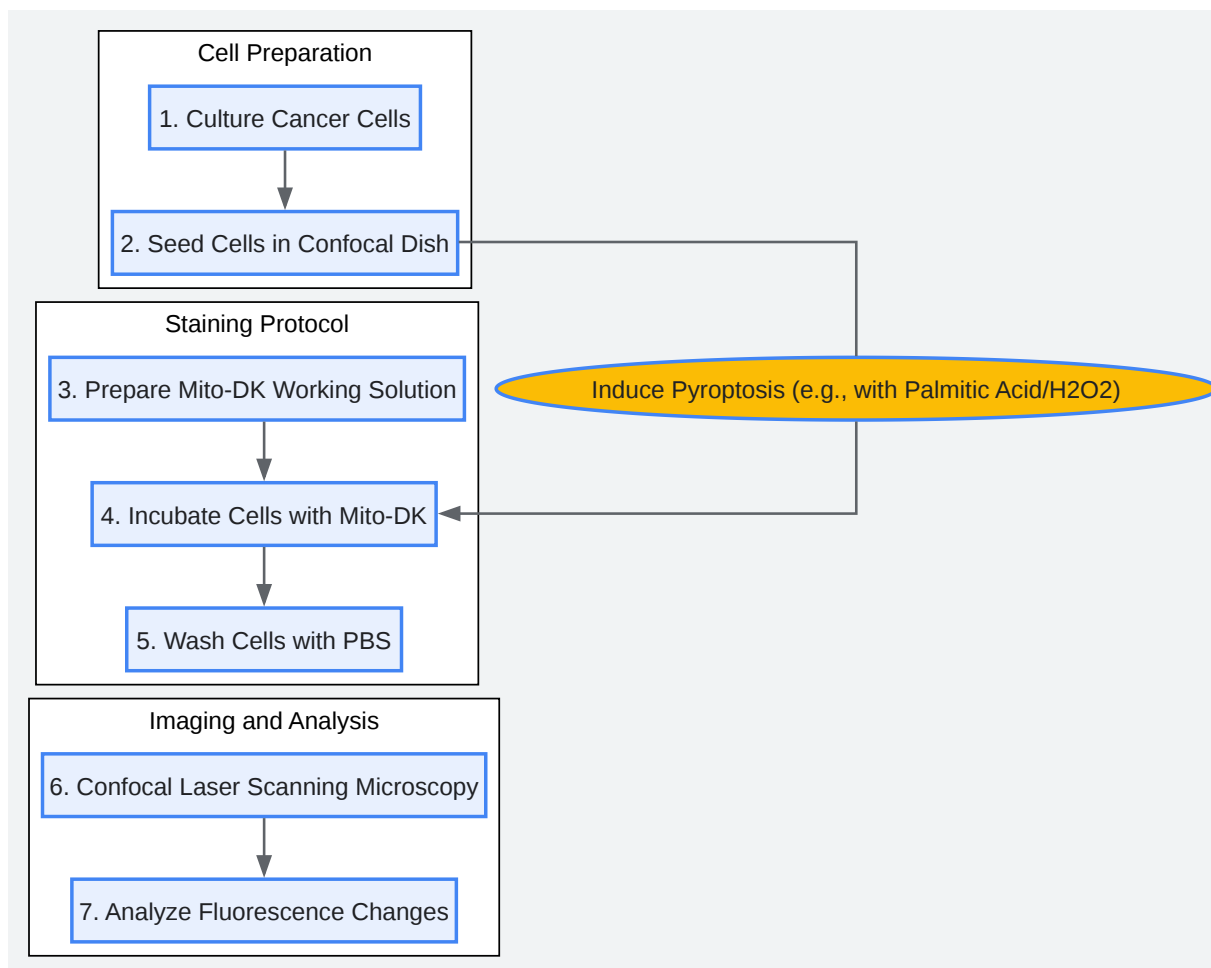 Cell Preparation
1. Culture Cancer Cells
2. Seed Cells in Confocal Dish
Staining Protocol
3. Prepare Mito-DK Working Solution
Induce Pyroptosis (e.g., with Palmitic Acid/H2O2)
4. Incubate Cells with Mito-DK
5. Wash Cells with PBS
Imaging and Analysis
6. Confocal Laser Scanning Microscopy
7. Analyze Fluorescence Changes